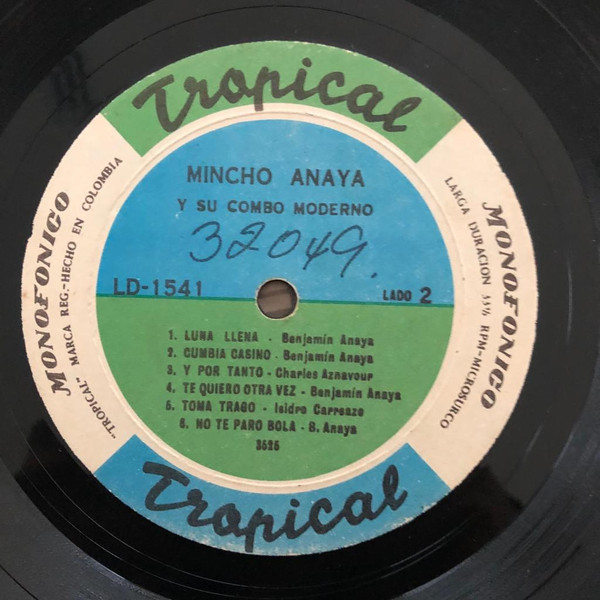 Tropical
MINCHO ANAYA
Y SU COMBO MODERNO
32049.
LD-1541
LADO 2
1. LUNA LLENA - Benjamín Anaya
2. CUMBIA CASINO - Benjamín Anaya
3. Y POR TANTO - Charles Aznavour
4. TE QUIERO OTRA VEZ - Benjamín Anaya
5. TOMA TRAGO - Isidro Carreazo
6. NO TE PARO BOLA - B. Anaya
3525
Tropical
MONOFONICO
"TROPICAL" MARCA REG.-HECHO EN COLOMBIA
MONOFONICO
LARGA DURACION 33⅓ RPM-MICROSURCO